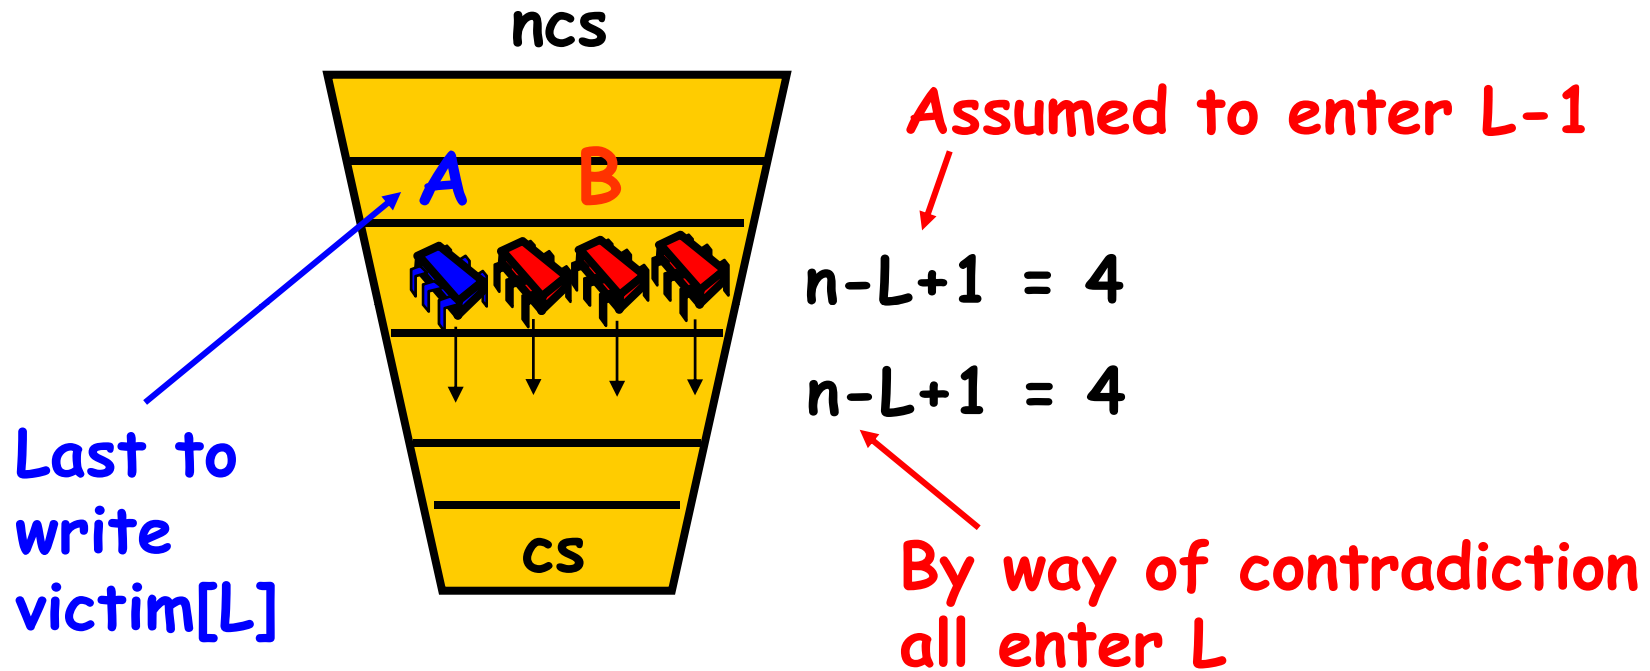 ncs
Assumed to enter L-1
A B
n-L+1 = 4
n-L+1 = 4
Last to
write
victim[L]
cs
By way of contradiction
all enter L